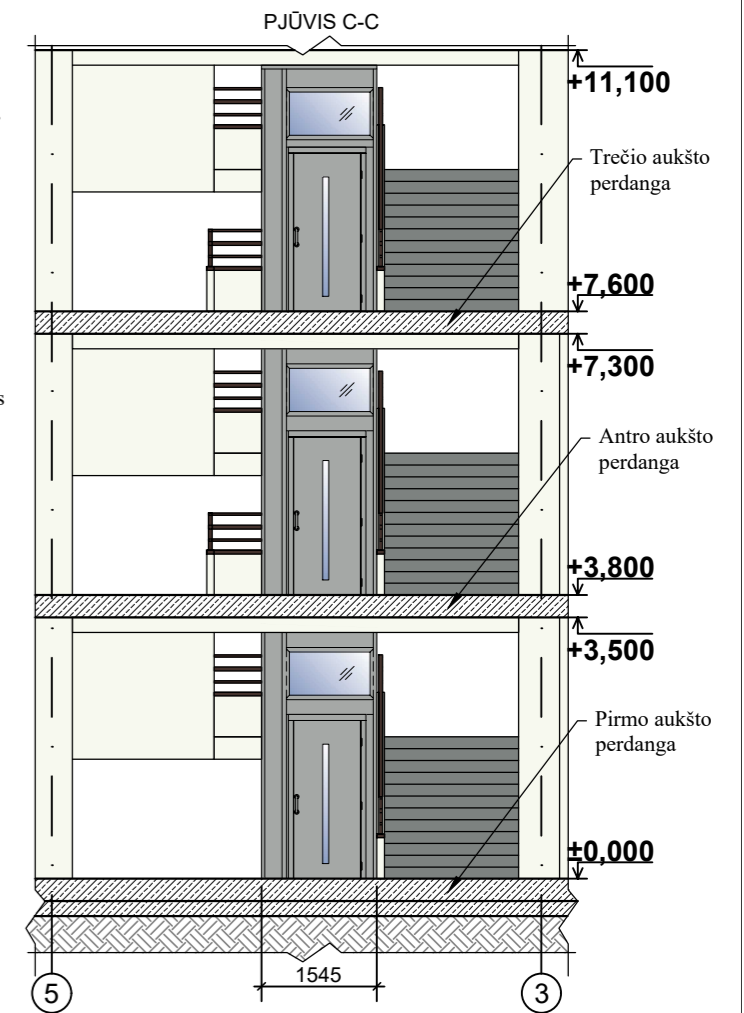 PJŪVIS C-C
+11,100
Trečio aukšto
perdanga
+7,600
+7,300
s
Antro aukšto
perdanga
+3,800
+3,500
Pirmo aukšto
perdanga
±0,000
1545
5
3